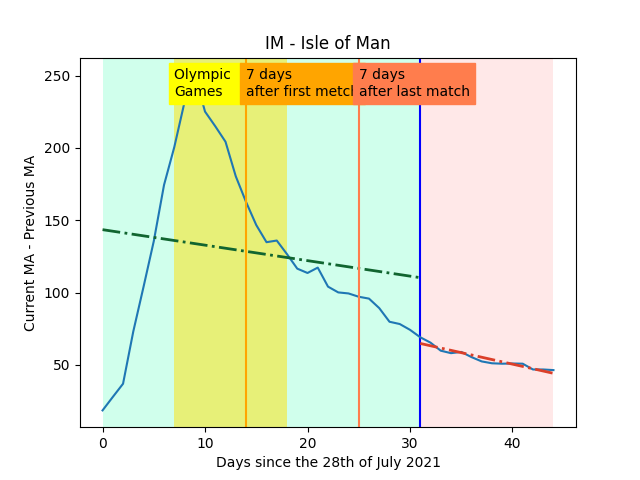 IM - Isle of Man
Olympic
Games
7 days
after first metcl
7 days
after last match
Current MA - Previous MA
250
200
150
100
50
0
10
20
30
40
Days since the 28th of July 2021